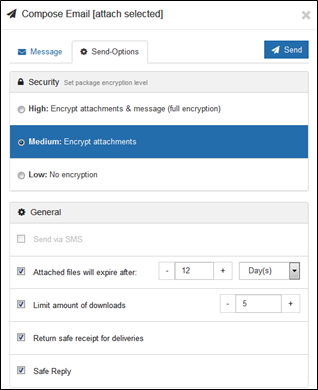 Compose Email [attach selected]
Message
Send-Options
Send
Security Set package encryption level
High: Encrypt attachments & message (full encryption)
Medium: Encrypt attachments
Low: No encryption
General
Send via SMS
Attached files will expire after: - 12 + Day(s)
Limit amount of downloads - 5 +
Return safe receipt for deliveries
Safe Reply